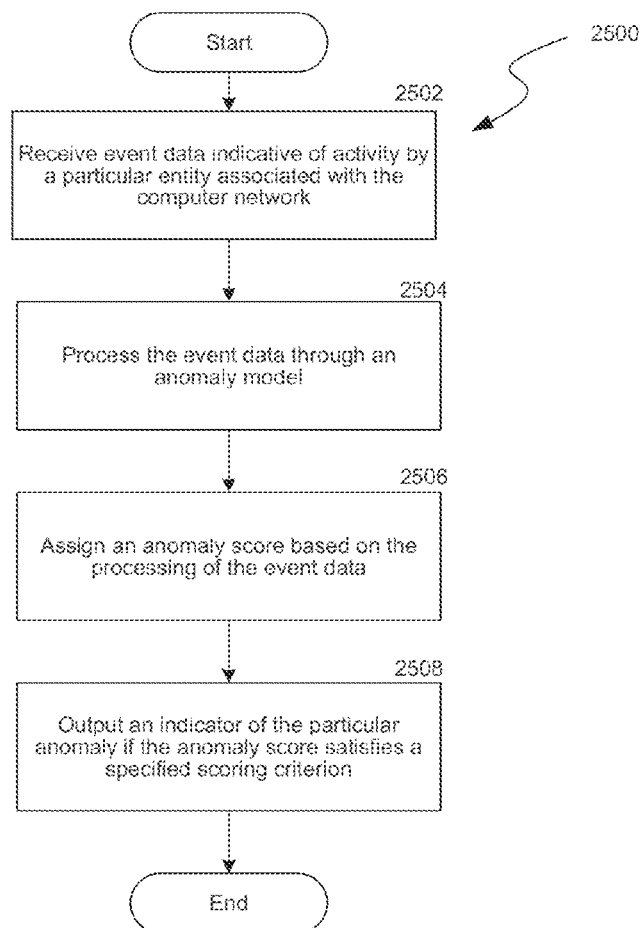 Start
2500
2502
Receive event data indicative of activity by
a particular entity associated with the
computer network
2504
Process the event data through an
anomaly model
2506
Assign an anomaly score based on the
processing of the event data
2508
Output an indicator of the particular
anomaly if the anomaly score satisfies a
specified scoring criterion
End